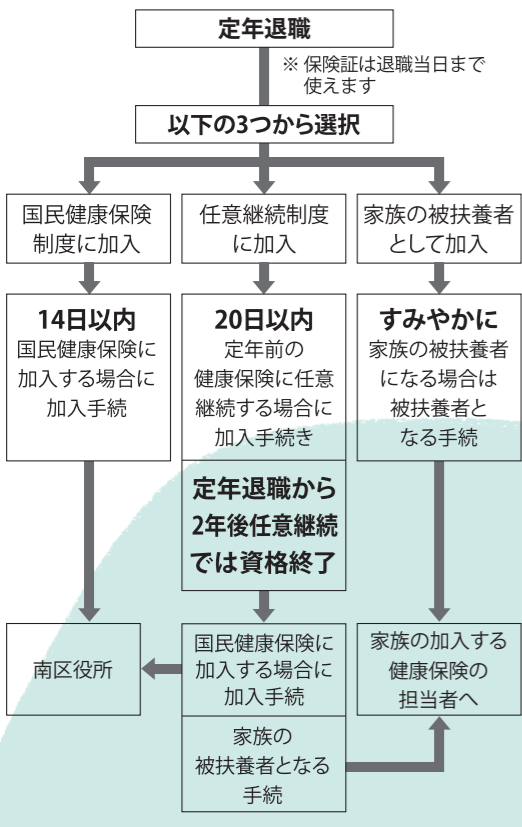 定年退職
※ 保険証は退職当日まで
使えます
以下の3つから選択
国民健康保険
制度に加入
任意継続制度
に加入
家族の被扶養者
として加入
14日以内
国民健康保険に
加入する場合に
加入手続
20日以内
定年前の
健康保険に任意
継続する場合に
加入手続き
すみやかに
家族の被扶養者
になる場合は
被扶養者と
なる手続
定年退職から
2年後任意継続
では資格終了
南区役所
国民健康保険に
加入する場合に
加入手続
家族の
被扶養者となる
手続
家族の加入する
健康保険の
担当者へ